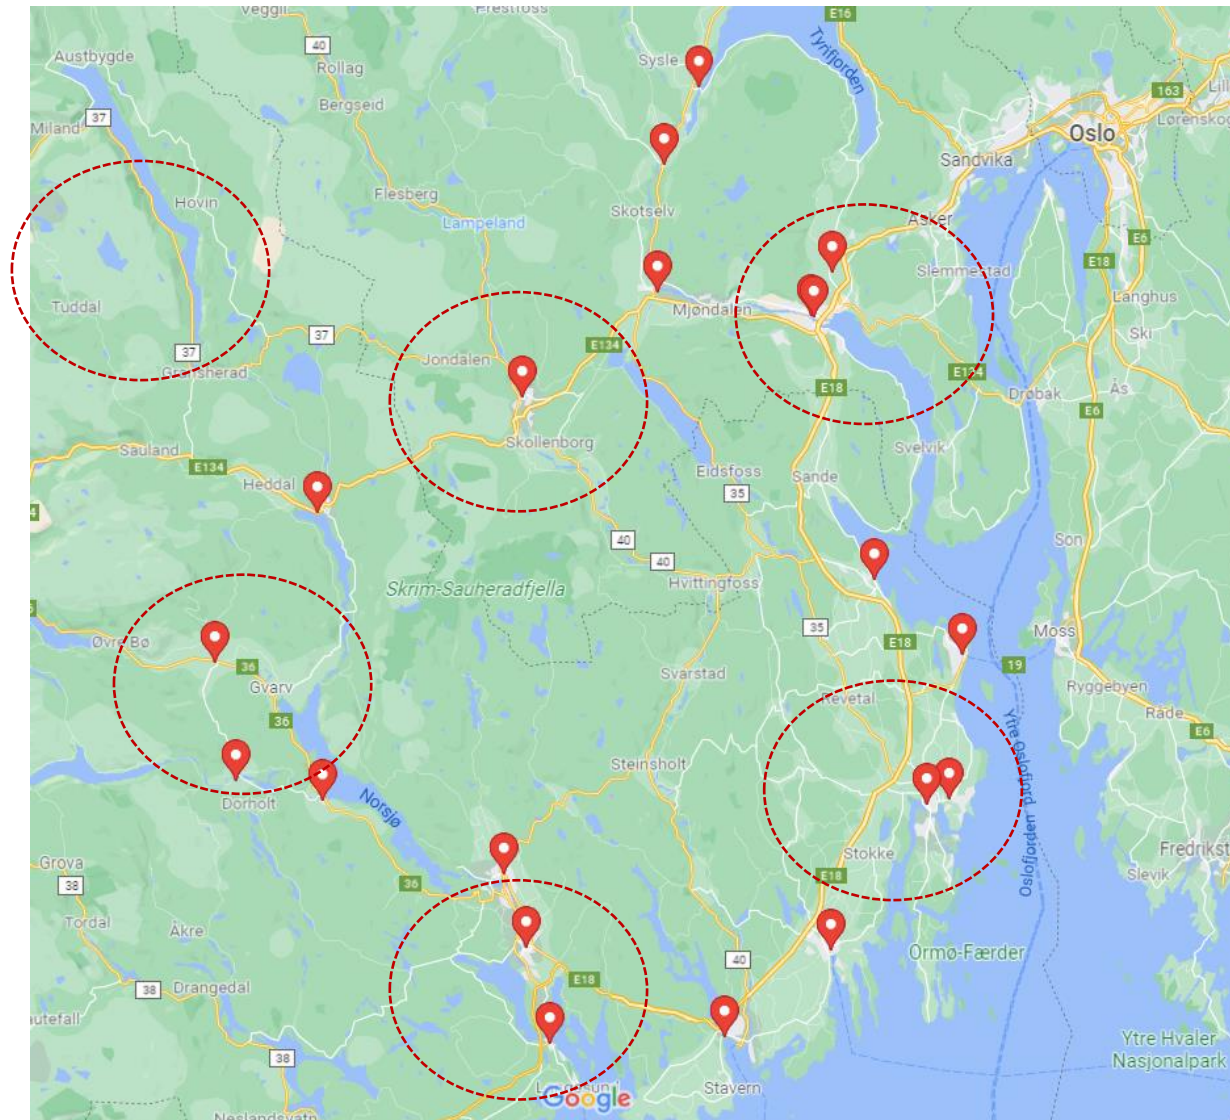 Veggli
Prestfoss
E16
Austbygde
40
Rollag
Sysle
Tyrifjorden
163
Bergseid
37
Miland
Oslo
Lørenskog
Sandvika
Hovin
Flesberg
Skotselv
Lampeland
Asker
E6
E18
Slemmestad
Tuddal
Mjøndalen
Langhus
Ski
37
37
Jondalen
E134
Gransherad
E18
E134
Drøbak
Ås
E6
Skollenborg
Svelvik
Sauland
E134
Heddal
Eidsfoss
Sande
35
40
Son
40
Hvittingfoss
Skrim-Sauheradfjella
35
Øvre Bø
E18
Moss
36
19
Gvarv
Svarstad
Ryggebyen
Revetal
Råde
36
E6
Ytre Oslofjorden
Steinsholt
Dørholt
Norsjø
Oslofjorden
Stokke
Fredrikst
Grova
E18
Slevik
38
36
Tordal
Åkre
Ormø-Færder
40
E18
38
Drangedal
autefall
Ytre Hvaler
Nasjonalpark
38
Stavern
Google
Neslandsvatn